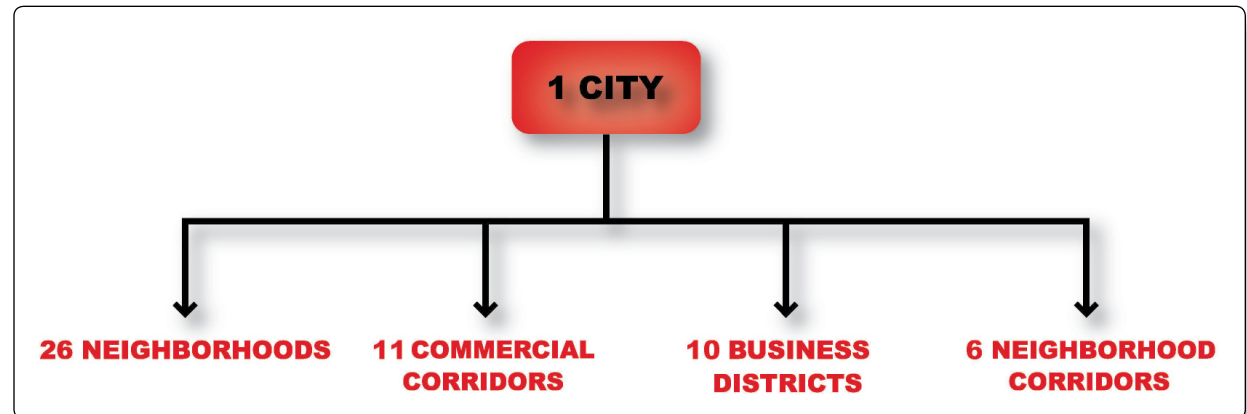 1 CITY
26 NEIGHBORHOODS
11 COMMERCIAL
CORRIDORS
10 BUSINESS
DISTRICTS
6 NEIGHBORHOOD
CORRIDORS